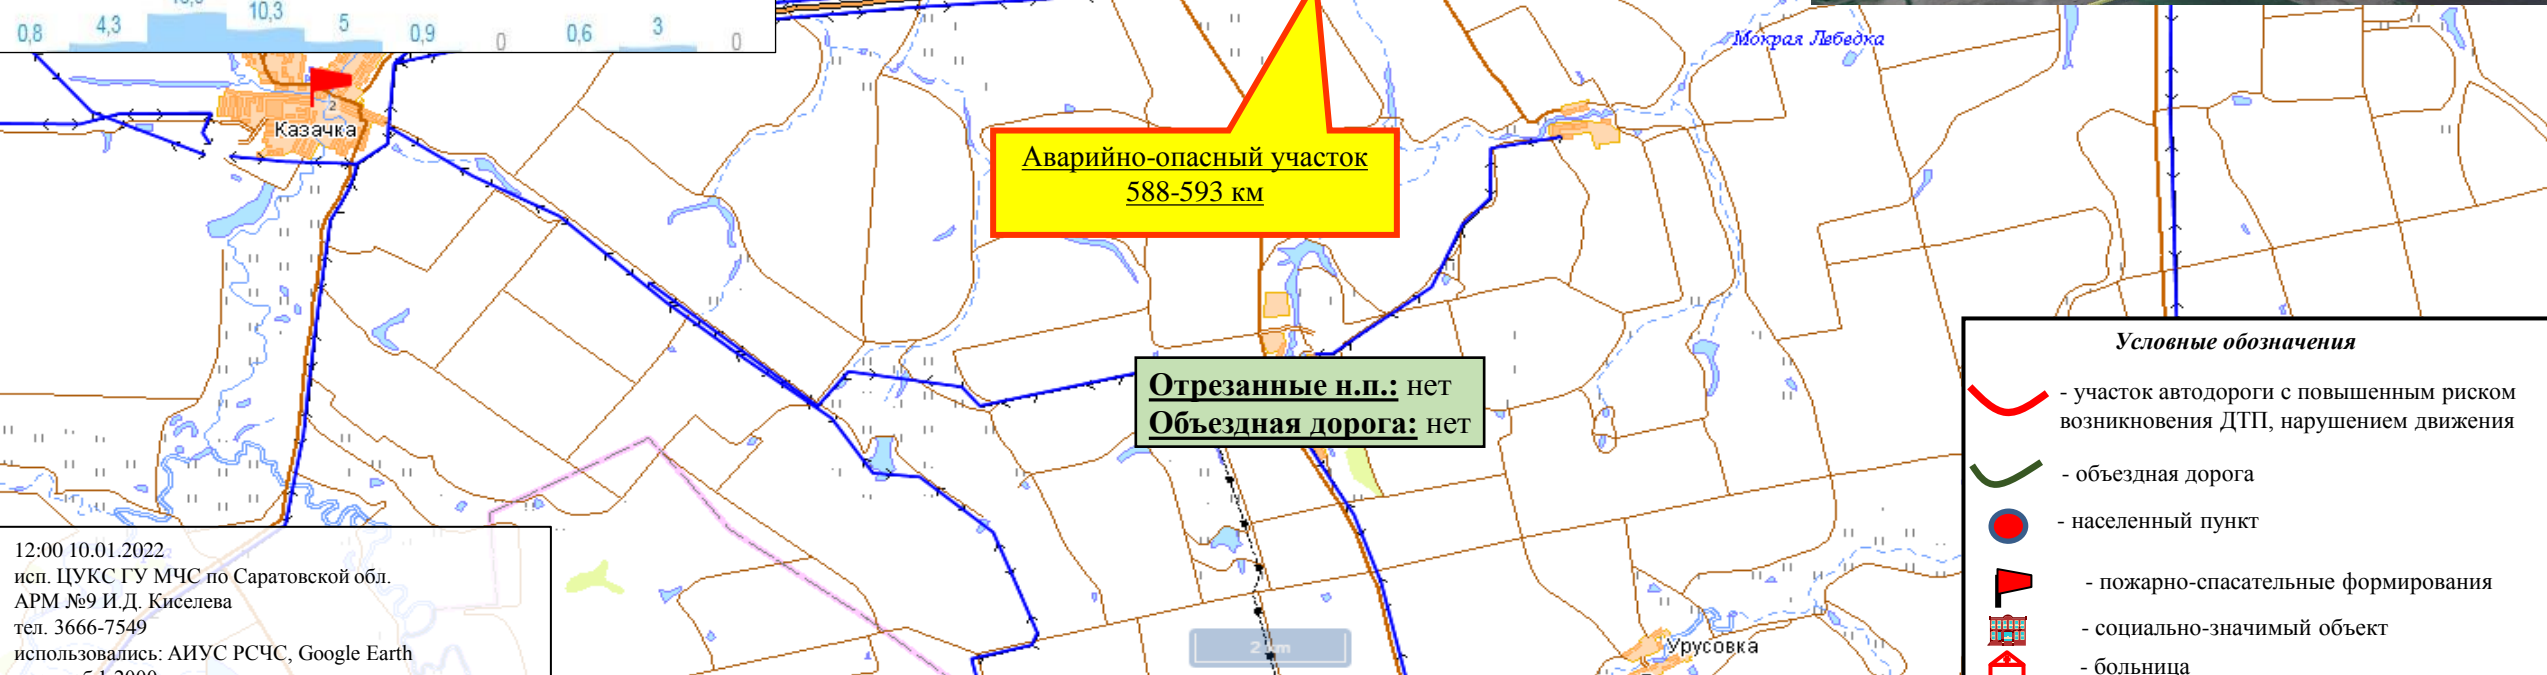 10,3
0,8
4,3
5
0,9
0
0,6
3
0
Мокрая Лебедка
2
Казачка
Аварийно-опасный участок
588-593 км
Отрезанные н.п.: нет
Объездная дорога: нет
Условные обозначения
- участок автодороги с повышенным риском
возникновения ДТП, нарушением движения
- объездная дорога
- населенный пункт
- пожарно-спасательные формирования
- социально-значимый объект
- больница
12:00 10.01.2022
исп. ЦУКС ГУ МЧС по Саратовской обл.
АРМ №9 И.Д. Киселева
тел. 3666-7549
использовались: АИУС РСЧС, Google Earth
2 km
Урусовка